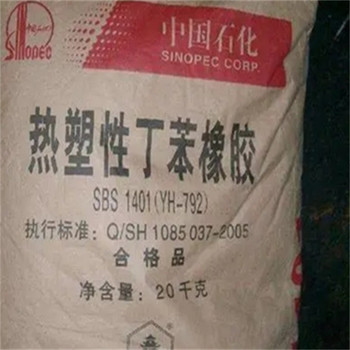 SINOPEC
中国石化
SINOPEC CORP.
热塑性丁苯橡胶
SBS 1401(YH-792)
执行标准：Q/SH 1085 037-2005
合格品
净含量：20千克